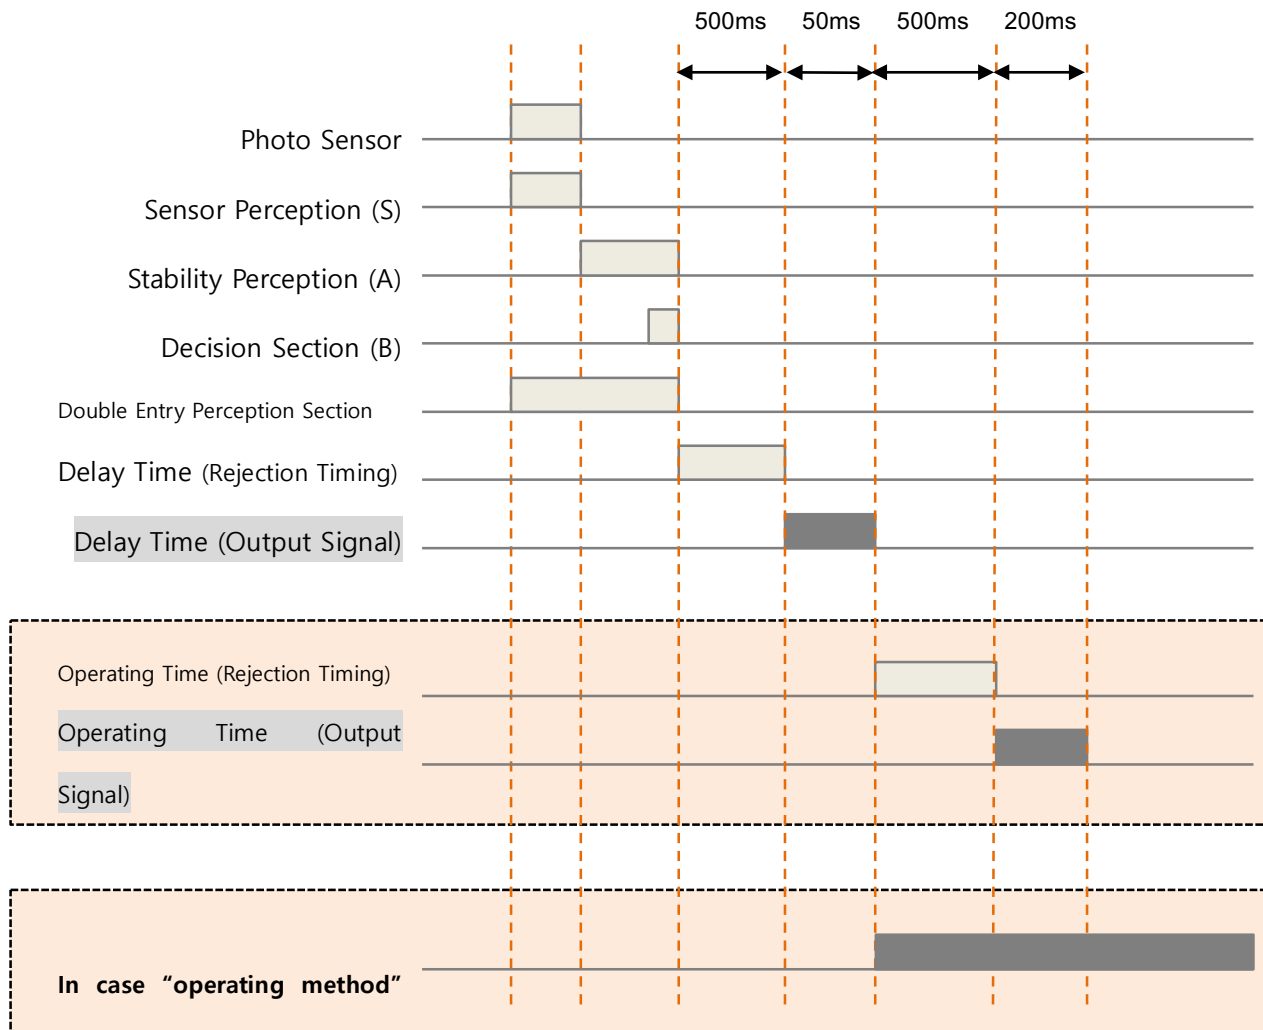 500ms 50ms 500ms 200ms
Photo Sensor
Sensor Perception (S)
Stability Perception (A)
Decision Section (B)
Double Entry Perception Section
Delay Time (Rejection Timing)
Delay Time (Output Signal)
Operating Time (Rejection Timing)
Operating Time (Output
Signal)
In case “operating method”